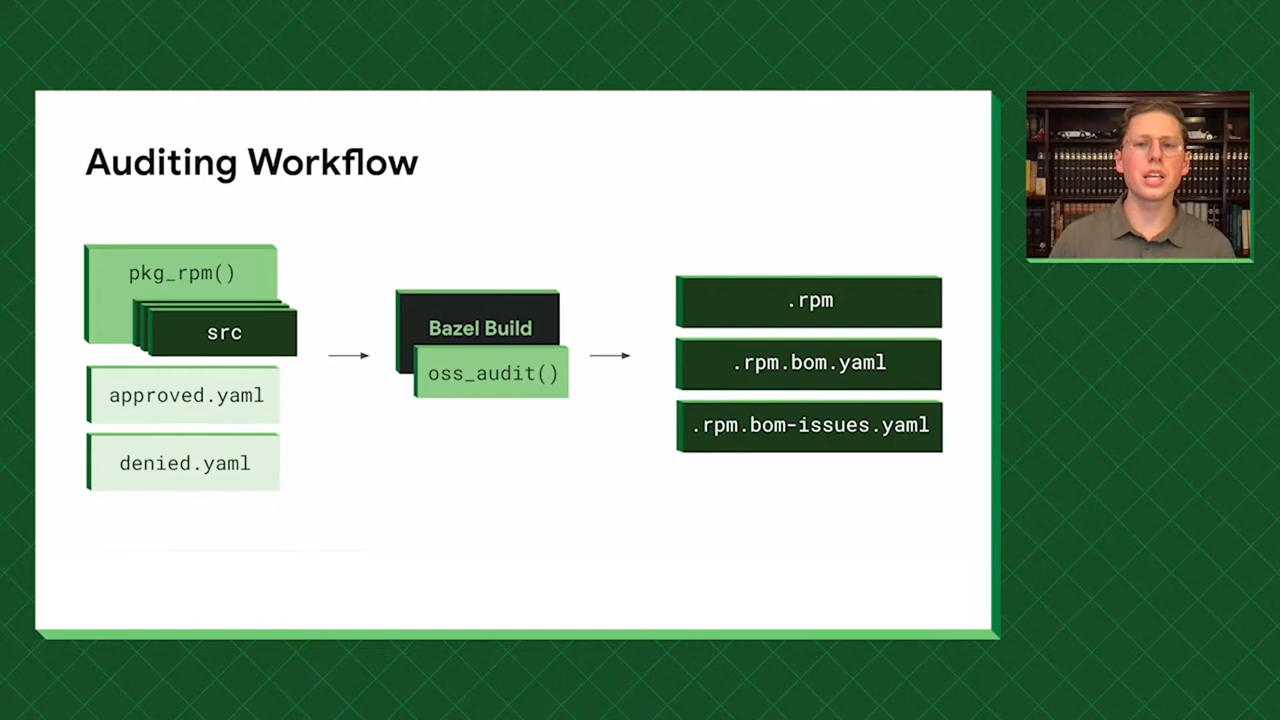 Auditing Workflow
pkg_rpm()
src
approved.yaml
denied.yaml
Bazel Build
oss_audit()
.rpm
.rpm.bom.yaml
.rpm.bom-issues.yaml